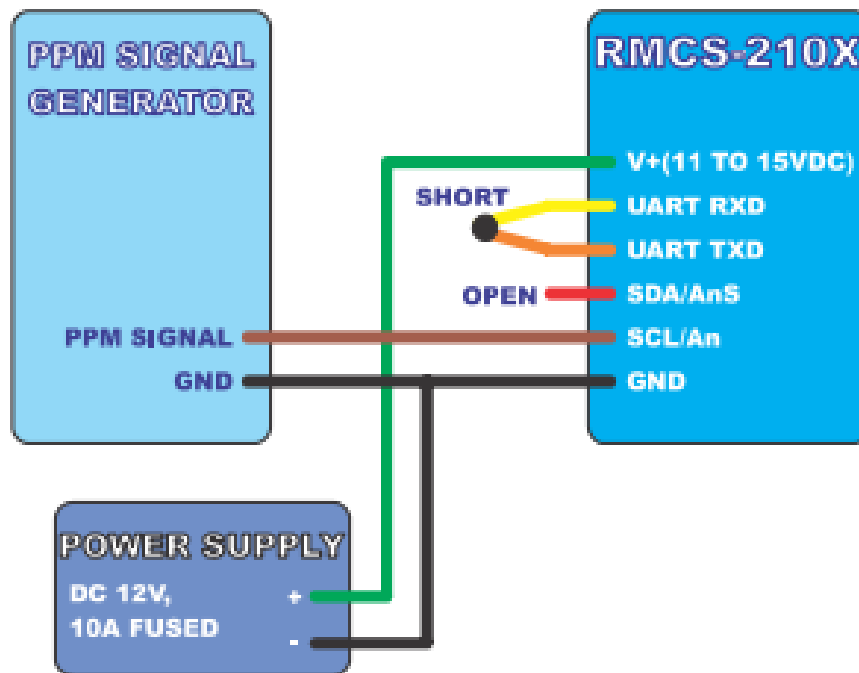 PPM SIGNAL
GENERATOR
PPM SIGNAL
GND
RMCS-210X
V+(11 TO 15VDC)
SHORT
UART RXD
UART TXD
OPEN
SDA/AnS
SCL/An
GND
POWER SUPPLY
DC 12V,
+
10A FUSED
-